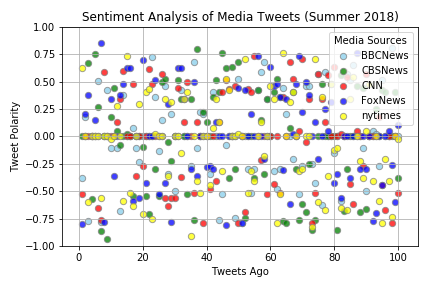 Sentiment Analysis of Media Tweets (Summer 2018)
Media Sources
BBCNews
CBSNews
CNN
FoxNews
nytimes
Tweet Polarity
1.00
0.75
0.50
0.25
0.00
−0.25
−0.50
−0.75
−1.00
0 20 40 60 80 100
Tweets Ago